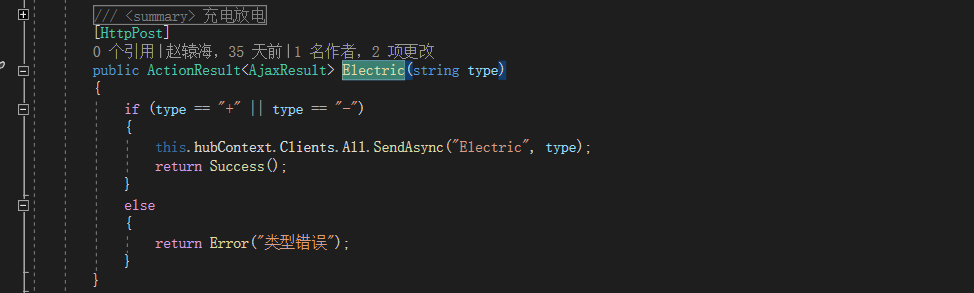 /// <summary> 充电放电
[HttpPost]
0 个引用|赵辕海，35 天前|1 名作者，2 项更改
public ActionResult<AjaxResult> Electric(string type)
{
if (type == "+" || type == "-")
{
this.hubContext.Clients.All.SendAsync("Electric", type);
return Success();
}
else
{
return Error("类型错误");
}
}